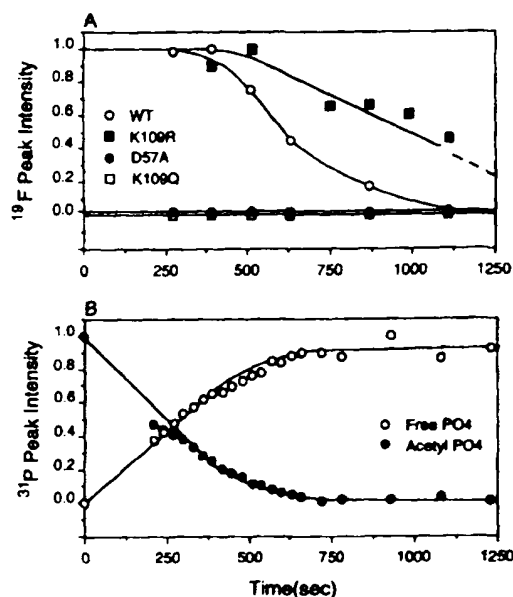 A
1.0
0.8
0.6
0.4
0.2
0.0
19F Peak Intensity
WT
K109R
D57A
K109Q
0 250 500 750 1000 1250
B
1.0
0.8
0.6
0.4
0.2
0.0
31P Peak Intensity
Free PO4
Acetyl PO4
0 250 500 750 1000 1250
Time(sec)